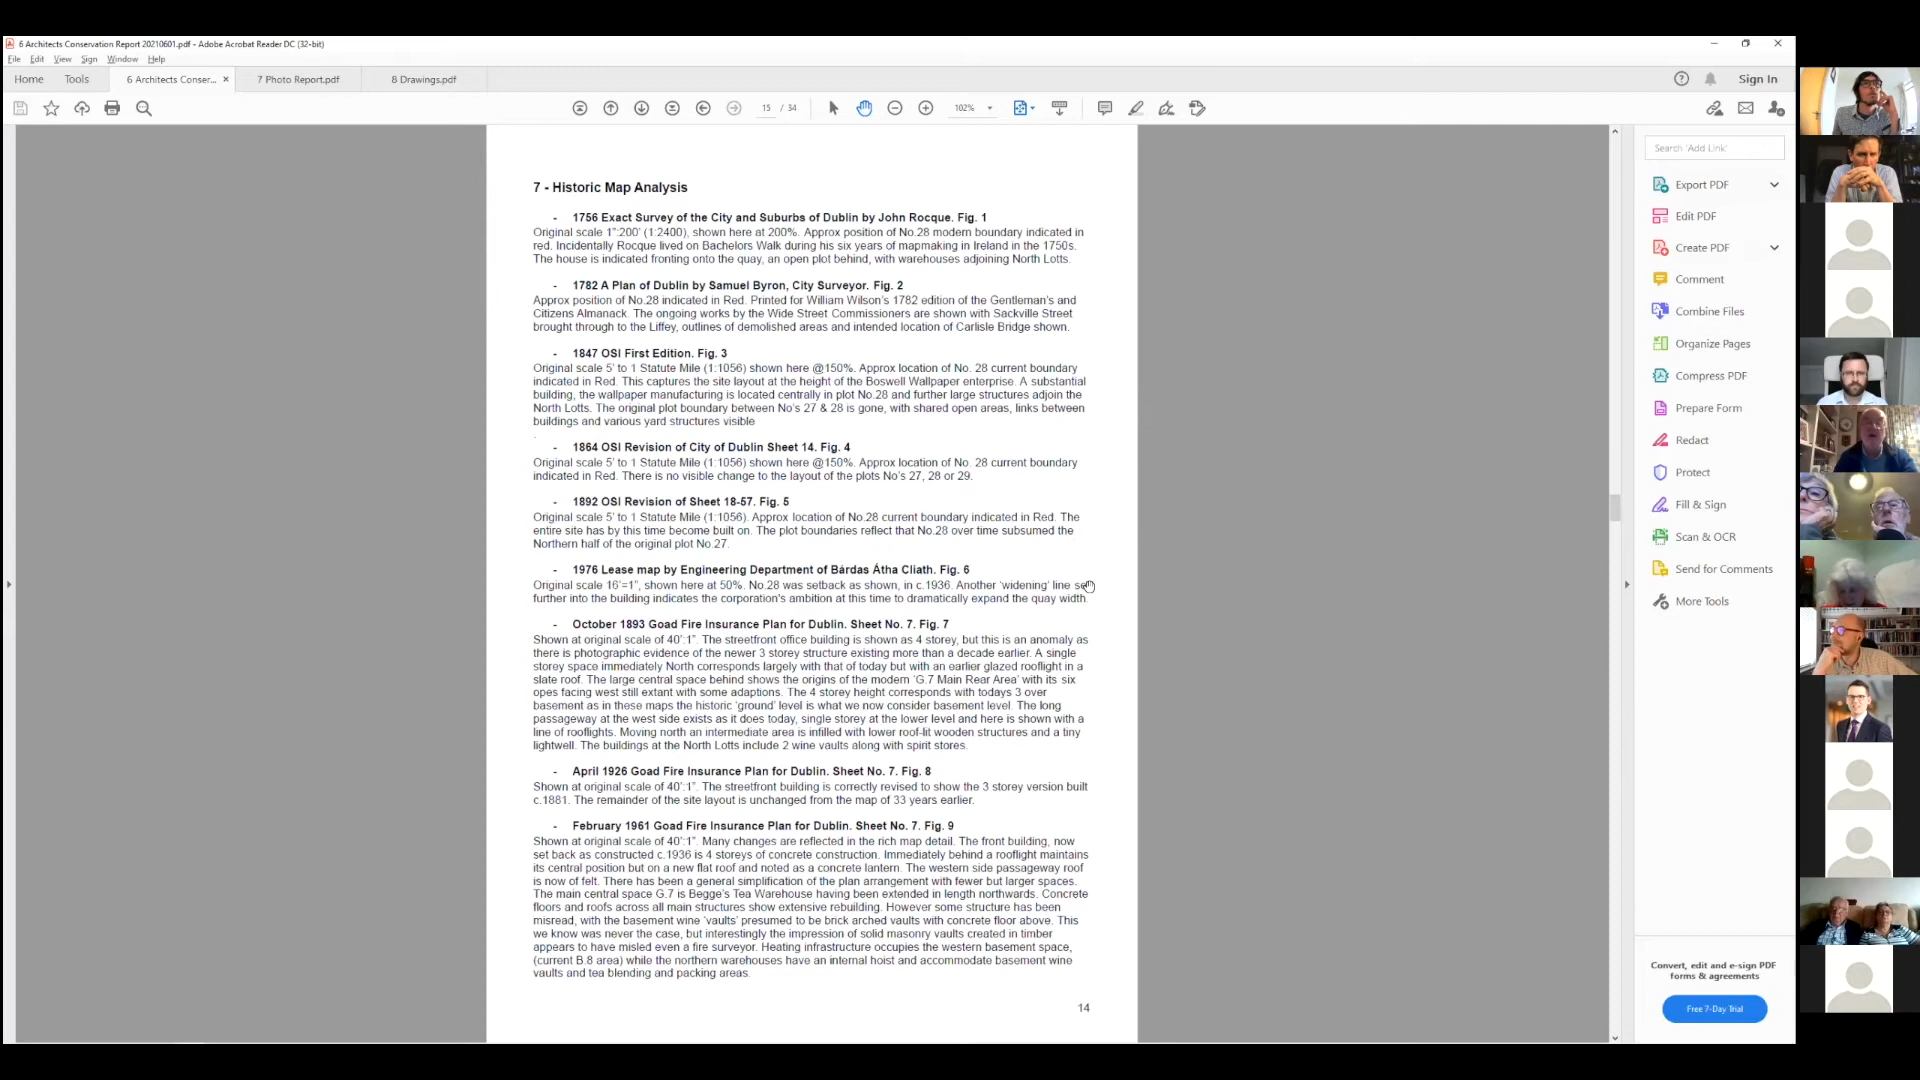 6 Architects Conservation Report 20210601.pdf - Adobe Acrobat Reader DC (32-bit)
File Edit View Sign Window Help
Home Tools 6 Architects Conser... × 7 Photo Report.pdf 8 Drawings.pdf Sign In
15 / 34 102%
7 - Historic Map Analysis
- 1756 Exact Survey of the City and Suburbs of Dublin by John Rocque. Fig. 1
Original scale 1":200' (1:2400), shown here at 200%. Approx position of No.28 modern boundary indicated in
red. Incidentally Rocque lived on Bachelors Walk during his six years of mapmaking in Ireland in the 1750s.
The house is indicated fronting onto the quay, an open plot behind, with warehouses adjoining North Lotts.
- 1782 A Plan of Dublin by Samuel Byron, City Surveyor. Fig. 2
Approx position of No.28 indicated in Red. Printed for William Wilson's 1782 edition of the Gentleman's and
Citizens Almanack. The ongoing works by the Wide Street Commissioners are shown with Sackville Street
brought through to the Liffey, outlines of demolished areas and intended location of Carlisle Bridge shown.
- 1847 OSI First Edition. Fig. 3
Original scale 5' to 1 Statute Mile (1:1056) shown here @150%. Approx location of No. 28 current boundary
indicated in Red. This captures the site layout at the height of the Boswell Wallpaper enterprise. A substantial
building, the wallpaper manufacturing is located centrally in plot No.28 and further large structures adjoin the
North Lotts. The original plot boundary between No's 27 & 28 is gone, with shared open areas, links between
buildings and various yard structures visible
.
- 1864 OSI Revision of City of Dublin Sheet 14. Fig. 4
Original scale 5' to 1 Statute Mile (1:1056) shown here @150%. Approx location of No. 28 current boundary
indicated in Red. There is no visible change to the layout of the plots No's 27, 28 or 29.
- 1892 OSI Revision of Sheet 18-57. Fig. 5
Original scale 5' to 1 Statute Mile (1:1056). Approx location of No.28 current boundary indicated in Red. The
entire site has by this time become built on. The plot boundaries reflect that No.28 over time subsumed the
Northern half of the original plot No.27.
- 1976 Lease map by Engineering Department of Bárdas Átha Cliath. Fig. 6
Original scale 16'=1", shown here at 50%. No.28 was setback as shown, in c.1936. Another 'widening' line
further into the building indicates the corporation's ambition at this time to dramatically expand the quay width.
- October 1893 Goad Fire Insurance Plan for Dublin. Sheet No. 7. Fig. 7
Shown at original scale of 40':1". The streetfront office building is shown as 4 storey, but this is an anomaly as
there is photographic evidence of the newer 3 storey structure existing more than a decade earlier. A single
storey space immediately North corresponds largely with that of today but with an earlier glazed rooflight in a
slate roof. The large central space behind shows the origins of the modern 'G.7 Main Rear Area' with its six
opes facing west still extant with some adaptions. The 4 storey height corresponds with todays 3 over
basement as in these maps the historic 'ground' level is what we now consider basement level. The long
passageway at the west side exists as it does today, single storey at the lower level and here is shown with a
line of rooflights. Moving north an intermediate area is infilled with lower roof-lit wooden structures and a tiny
lightwell. The buildings at the North Lotts include 2 wine vaults along with spirit stores.
- April 1926 Goad Fire Insurance Plan for Dublin. Sheet No. 7. Fig. 8
Shown at original scale of 40':1". The streetfront building is correctly revised to show the 3 storey version built
c.1881. The remainder of the site layout is unchanged from the map of 33 years earlier.
- February 1961 Goad Fire Insurance Plan for Dublin. Sheet No. 7. Fig. 9
Shown at original scale of 40':1". Many changes are reflected in the rich map detail. The front building, now
set back as constructed c.1936 is 4 storeys of concrete construction. Immediately behind a rooflight maintains
its central position but on a new flat roof and noted as a concrete lantern. The western side passageway roof
is now of felt. There has been a general simplification of the plan arrangement with fewer but larger spaces.
The main central space G.7 is Begge's Tea Warehouse having been extended in length northwards. Concrete
floors and roofs across all main structures show extensive rebuilding. However some structure has been
misread, with the basement wine 'vaults' presumed to be brick arched vaults with concrete floor above. This
we know was never the case, but interestingly the impression of solid masonry vaults created in timber
appears to have misled even a fire surveyor. Heating infrastructure occupies the western basement space,
(current B.8 area) while the northern warehouses have an internal hoist and accommodate basement wine
vaults and tea blending and packing areas.
14
Search 'Add Link'
Export PDF
Edit PDF
Create PDF
Comment
Combine Files
Organize Pages
Compress PDF
Prepare Form
Redact
Protect
Fill & Sign
Scan & OCR
Send for Comments
More Tools
Convert, edit and e-sign PDF
forms & agreements
Free 7-Day Trial